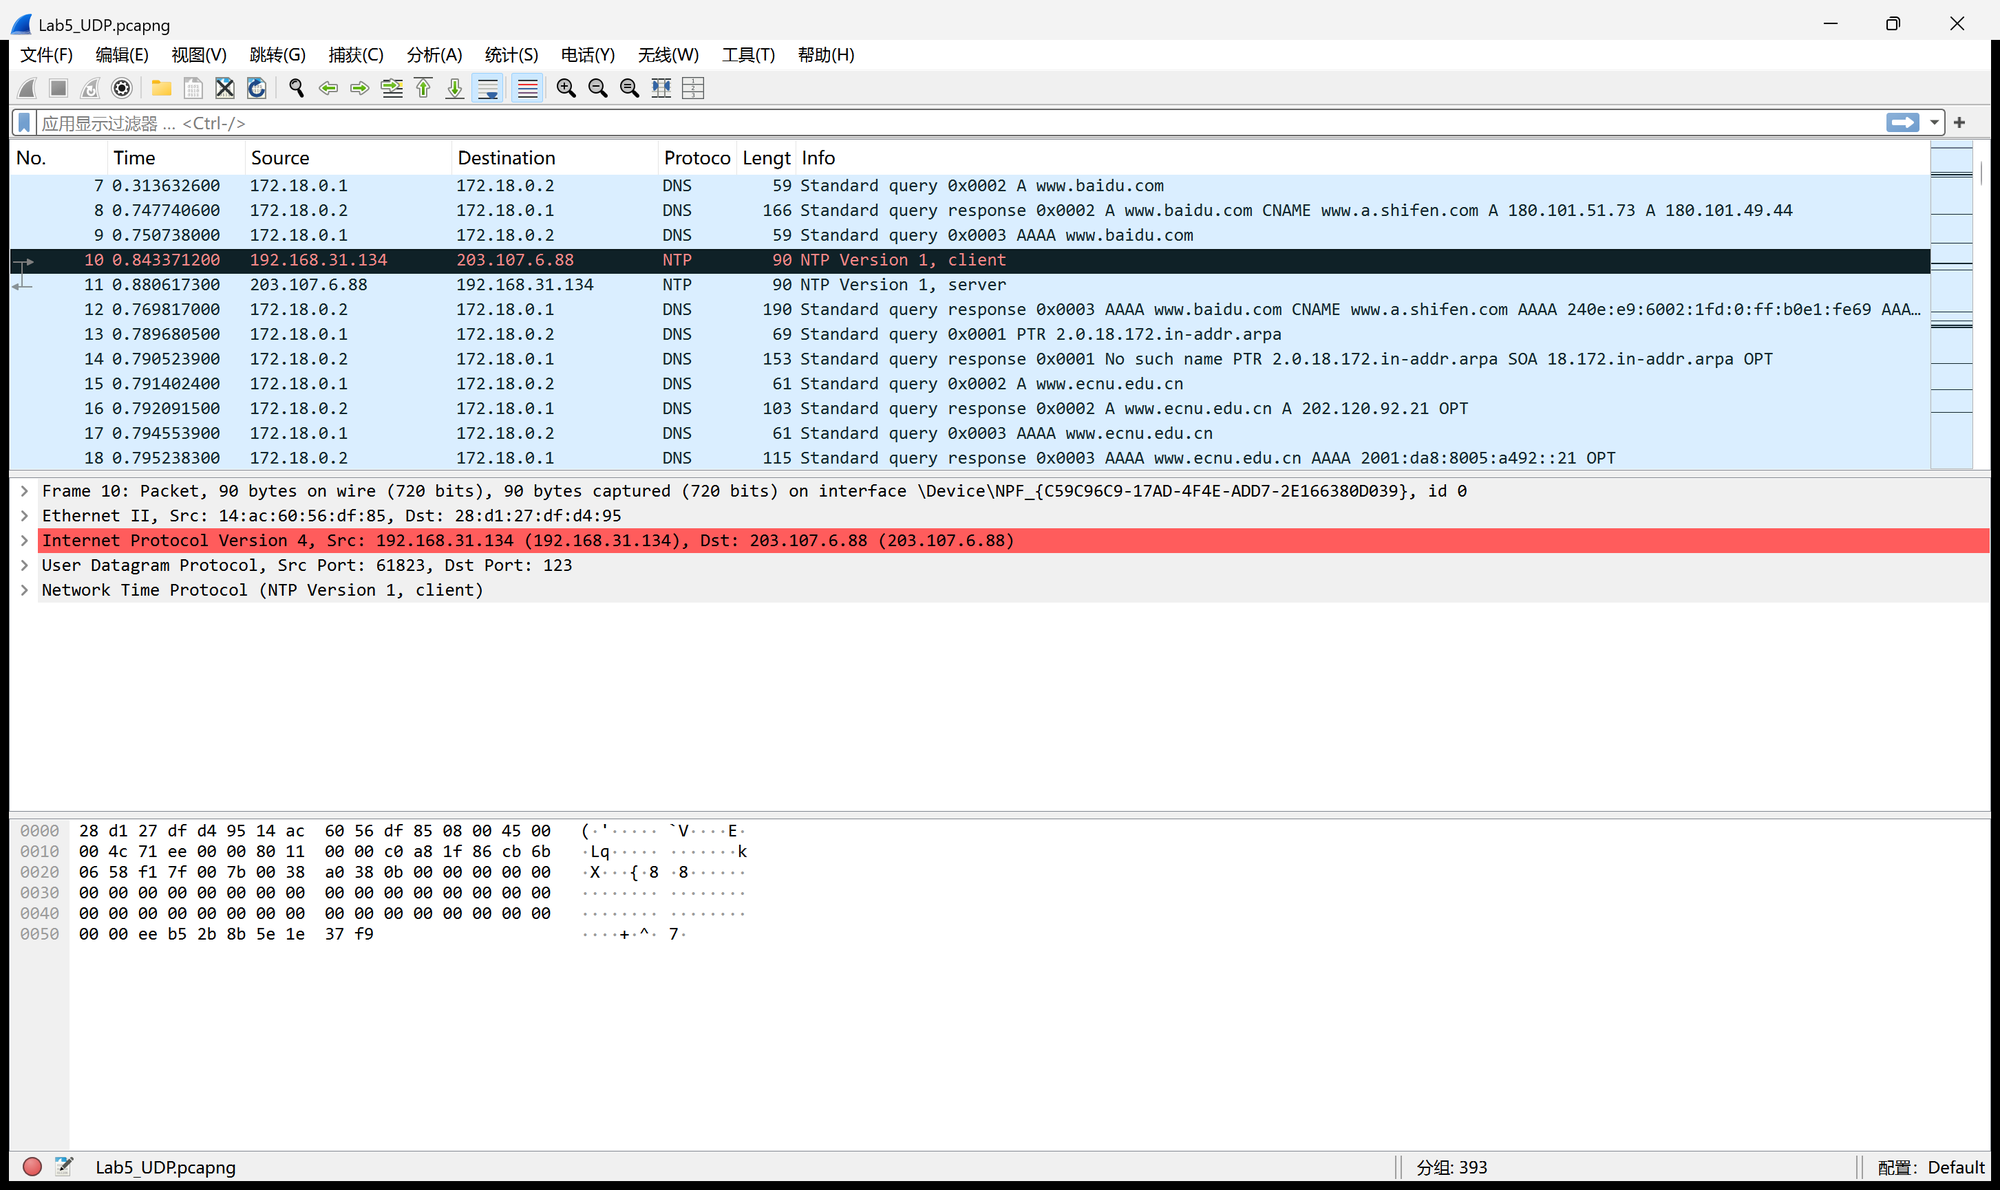 Lab5_UDP.pcapng
文件(F) 编辑(E) 视图(V) 跳转(G) 捕获(C) 分析(A) 统计(S) 电话(Y) 无线(W) 工具(T) 帮助(H)
应用显示过滤器 … <Ctrl-/>
No. Time Source Destination Protoco Lengt Info
7 0.313632600 172.18.0.1 172.18.0.2 DNS 59 Standard query 0x0002 A www.baidu.com
8 0.747740600 172.18.0.2 172.18.0.1 DNS 166 Standard query response 0x0002 A www.baidu.com CNAME www.a.shifen.com A 180.101.51.73 A 180.101.49.44
9 0.750738000 172.18.0.1 172.18.0.2 DNS 59 Standard query 0x0003 AAAA www.baidu.com
10 0.843371200 192.168.31.134 203.107.6.88 NTP 90 NTP Version 1, client
11 0.880617300 203.107.6.88 192.168.31.134 NTP 90 NTP Version 1, server
12 0.769817000 172.18.0.2 172.18.0.1 DNS 190 Standard query response 0x0003 AAAA www.baidu.com CNAME www.a.shifen.com AAAA 240e:e9:6002:1fd:0:ff:b0e1:fe69 AAA…
13 0.789680500 172.18.0.1 172.18.0.2 DNS 69 Standard query 0x0001 PTR 2.0.18.172.in-addr.arpa
14 0.790523900 172.18.0.2 172.18.0.1 DNS 153 Standard query response 0x0001 No such name PTR 2.0.18.172.in-addr.arpa SOA 18.172.in-addr.arpa OPT
15 0.791402400 172.18.0.1 172.18.0.2 DNS 61 Standard query 0x0002 A www.ecnu.edu.cn
16 0.792091500 172.18.0.2 172.18.0.1 DNS 103 Standard query response 0x0002 A www.ecnu.edu.cn A 202.120.92.21 OPT
17 0.794553900 172.18.0.1 172.18.0.2 DNS 61 Standard query 0x0003 AAAA www.ecnu.edu.cn
18 0.795238300 172.18.0.2 172.18.0.1 DNS 115 Standard query response 0x0003 AAAA www.ecnu.edu.cn AAAA 2001:da8:8005:a492::21 OPT
Frame 10: Packet, 90 bytes on wire (720 bits), 90 bytes captured (720 bits) on interface \Device\NPF_{C59C96C9-17AD-4F4E-ADD7-2E166380D039}, id 0
Ethernet II, Src: 14:ac:60:56:df:85, Dst: 28:d1:27:df:d4:95
Internet Protocol Version 4, Src: 192.168.31.134 (192.168.31.134), Dst: 203.107.6.88 (203.107.6.88)
User Datagram Protocol, Src Port: 61823, Dst Port: 123
Network Time Protocol (NTP Version 1, client)
0000 28 d1 27 df d4 95 14 ac 60 56 df 85 08 00 45 00 (·'····· `V····E·
0010 00 4c 71 ee 00 00 80 11 00 00 c0 a8 1f 86 cb 6b ·Lq····· ·······k
0020 06 58 f1 7f 00 7b 00 38 a0 38 0b 00 00 00 00 00 ·X···{·8 ·8······
0030 00 00 00 00 00 00 00 00 00 00 00 00 00 00 00 00 ········ ········
0040 00 00 00 00 00 00 00 00 00 00 00 00 00 00 00 00 ········ ········
0050 00 00 ee b5 2b 8b 5e 1e 37 f9 ····+·^· 7·
Lab5_UDP.pcapng 分组: 393 配置: Default